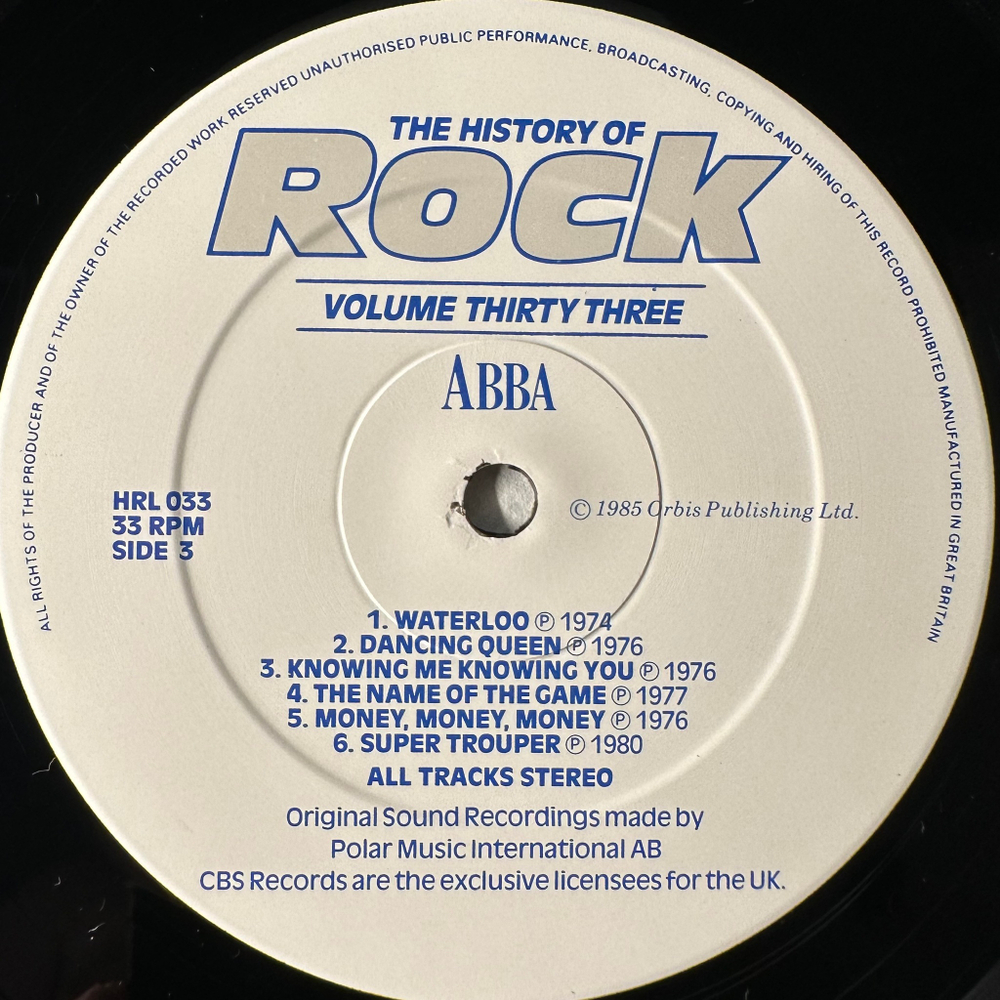 ALL RIGHTS OF THE PRODUCER AND OF THE OWNER OF THE RECORDED WORK RESERVED UNAUTHORISED PUBLIC PERFORMANCE, BROADCASTING, COPYING AND HIRING OF THIS RECORD PROHIBITED MANUFACTURED IN GREAT BRITAIN
THE HISTORY OF
ROCK
VOLUME THIRTY THREE
ABBA
HRL 033
33 RPM
SIDE 3
© 1985 Orbis Publishing Ltd.
1. WATERLOO ℗ 1974
2. DANCING QUEEN ℗ 1976
3. KNOWING ME KNOWING YOU ℗ 1976
4. THE NAME OF THE GAME ℗ 1977
5. MONEY, MONEY, MONEY ℗ 1976
6. SUPER TROUPER ℗ 1980
ALL TRACKS STEREO
Original Sound Recordings made by
Polar Music International AB
CBS Records are the exclusive licensees for the UK.